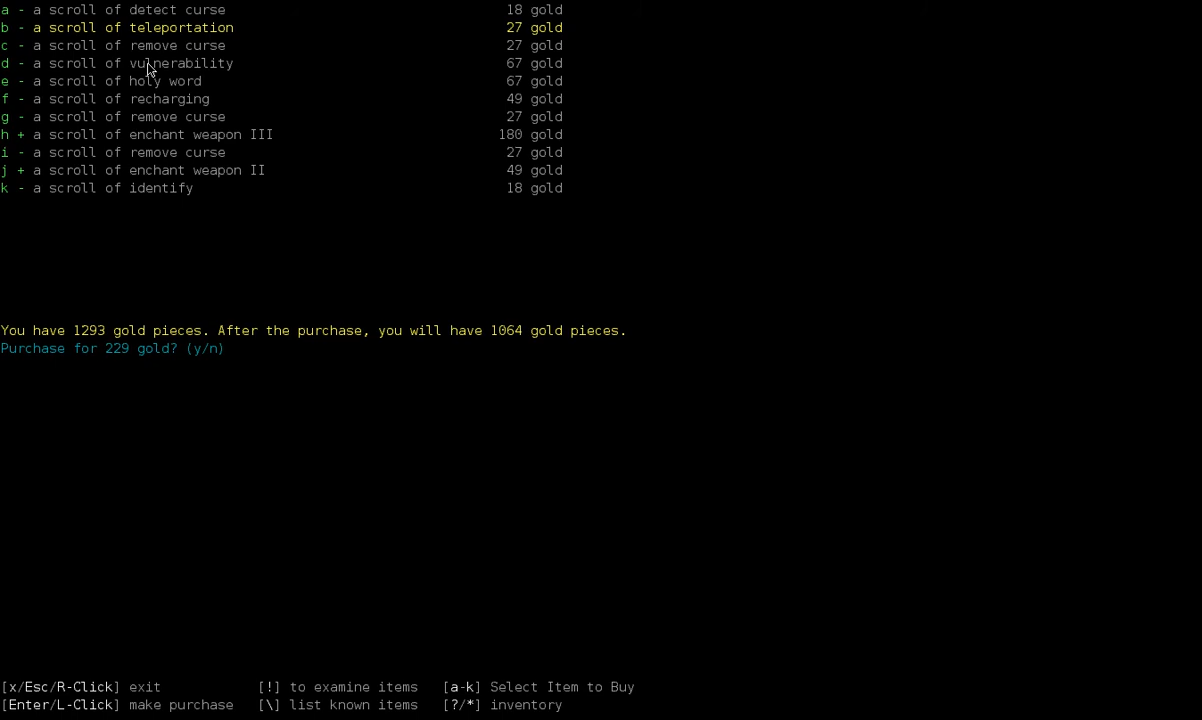 a - a scroll of detect curse 18 gold
b - a scroll of teleportation 27 gold
c - a scroll of remove curse 27 gold
d - a scroll of vulnerability 67 gold
e - a scroll of holy word 67 gold
f - a scroll of recharging 49 gold
g - a scroll of remove curse 27 gold
h + a scroll of enchant weapon III 180 gold
i - a scroll of remove curse 27 gold
j + a scroll of enchant weapon II 49 gold
k - a scroll of identify 18 gold
You have 1293 gold pieces. After the purchase, you will have 1064 gold pieces.
Purchase for 229 gold? (y/n)
[x/Esc/R-Click] exit [!] to examine items [a-k] Select Item to Buy
[Enter/L-Click] make purchase [\] list known items [?/*] inventory